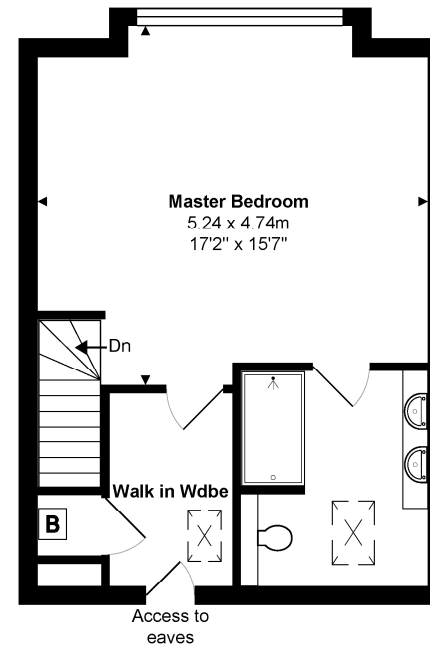 Master Bedroom
5.24 x 4.74m
17'2" x 15'7"
Dn
Walk in Wdbe
B
Access to
eaves